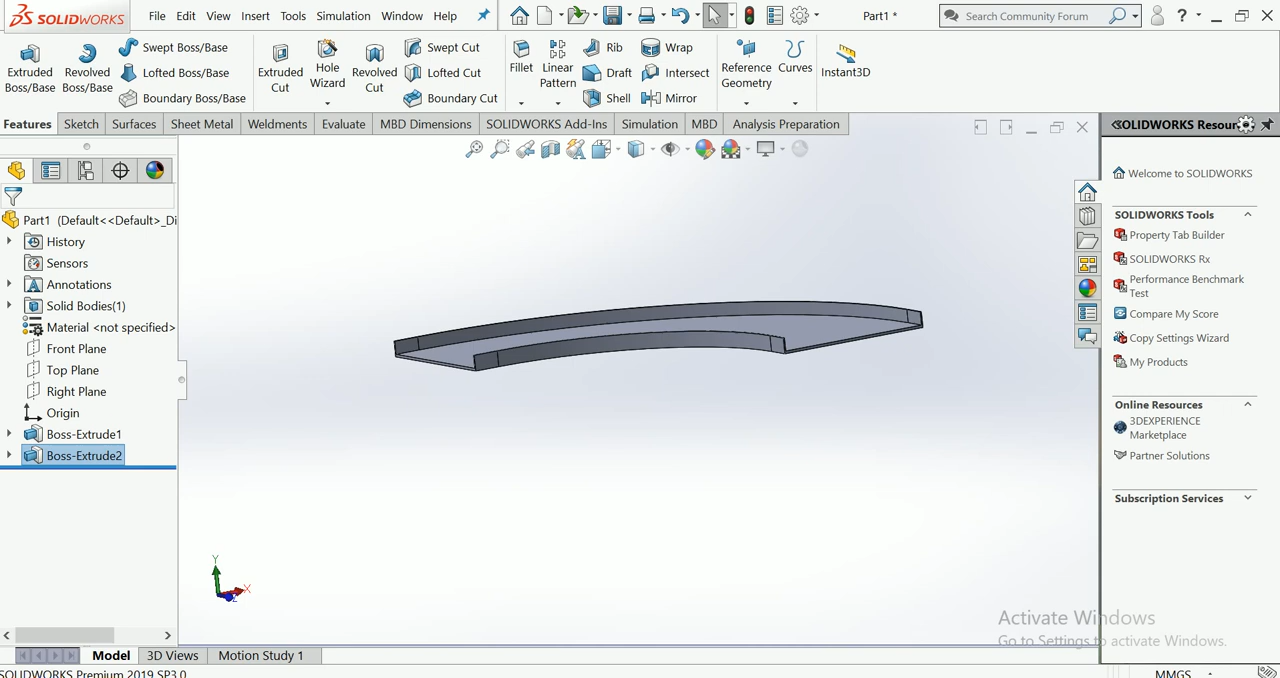 SOLIDWORKS File Edit View Insert Tools Simulation Window Help Part1 * Search Community Forum ?
Extruded Boss/Base
Revolved Boss/Base
Swept Boss/Base
Lofted Boss/Base
Boundary Boss/Base
Extruded Cut
Hole Wizard
Revolved Cut
Swept Cut
Lofted Cut
Boundary Cut
Fillet
Linear Pattern
Rib
Draft
Shell
Wrap
Intersect
Mirror
Reference Geometry
Curves
Instant3D
Features Sketch Surfaces Sheet Metal Weldments Evaluate MBD Dimensions SOLIDWORKS Add-Ins Simulation MBD Analysis Preparation
Part1 (Default<<Default>_Di
History
Sensors
Annotations
Solid Bodies(1)
Material <not specified>
Front Plane
Top Plane
Right Plane
Origin
Boss-Extrude1
Boss-Extrude2
Y
X
Z
SOLIDWORKS Resour
Welcome to SOLIDWORKS
SOLIDWORKS Tools
Property Tab Builder
SOLIDWORKS Rx
Performance Benchmark
Test
Compare My Score
Copy Settings Wizard
My Products
Online Resources
3DEXPERIENCE
Marketplace
Partner Solutions
Subscription Services
Activate Windows
Go to Settings to activate Windows.
Model 3D Views Motion Study 1
SOLIDWORKS Premium 2019 SP3.0
MMGS